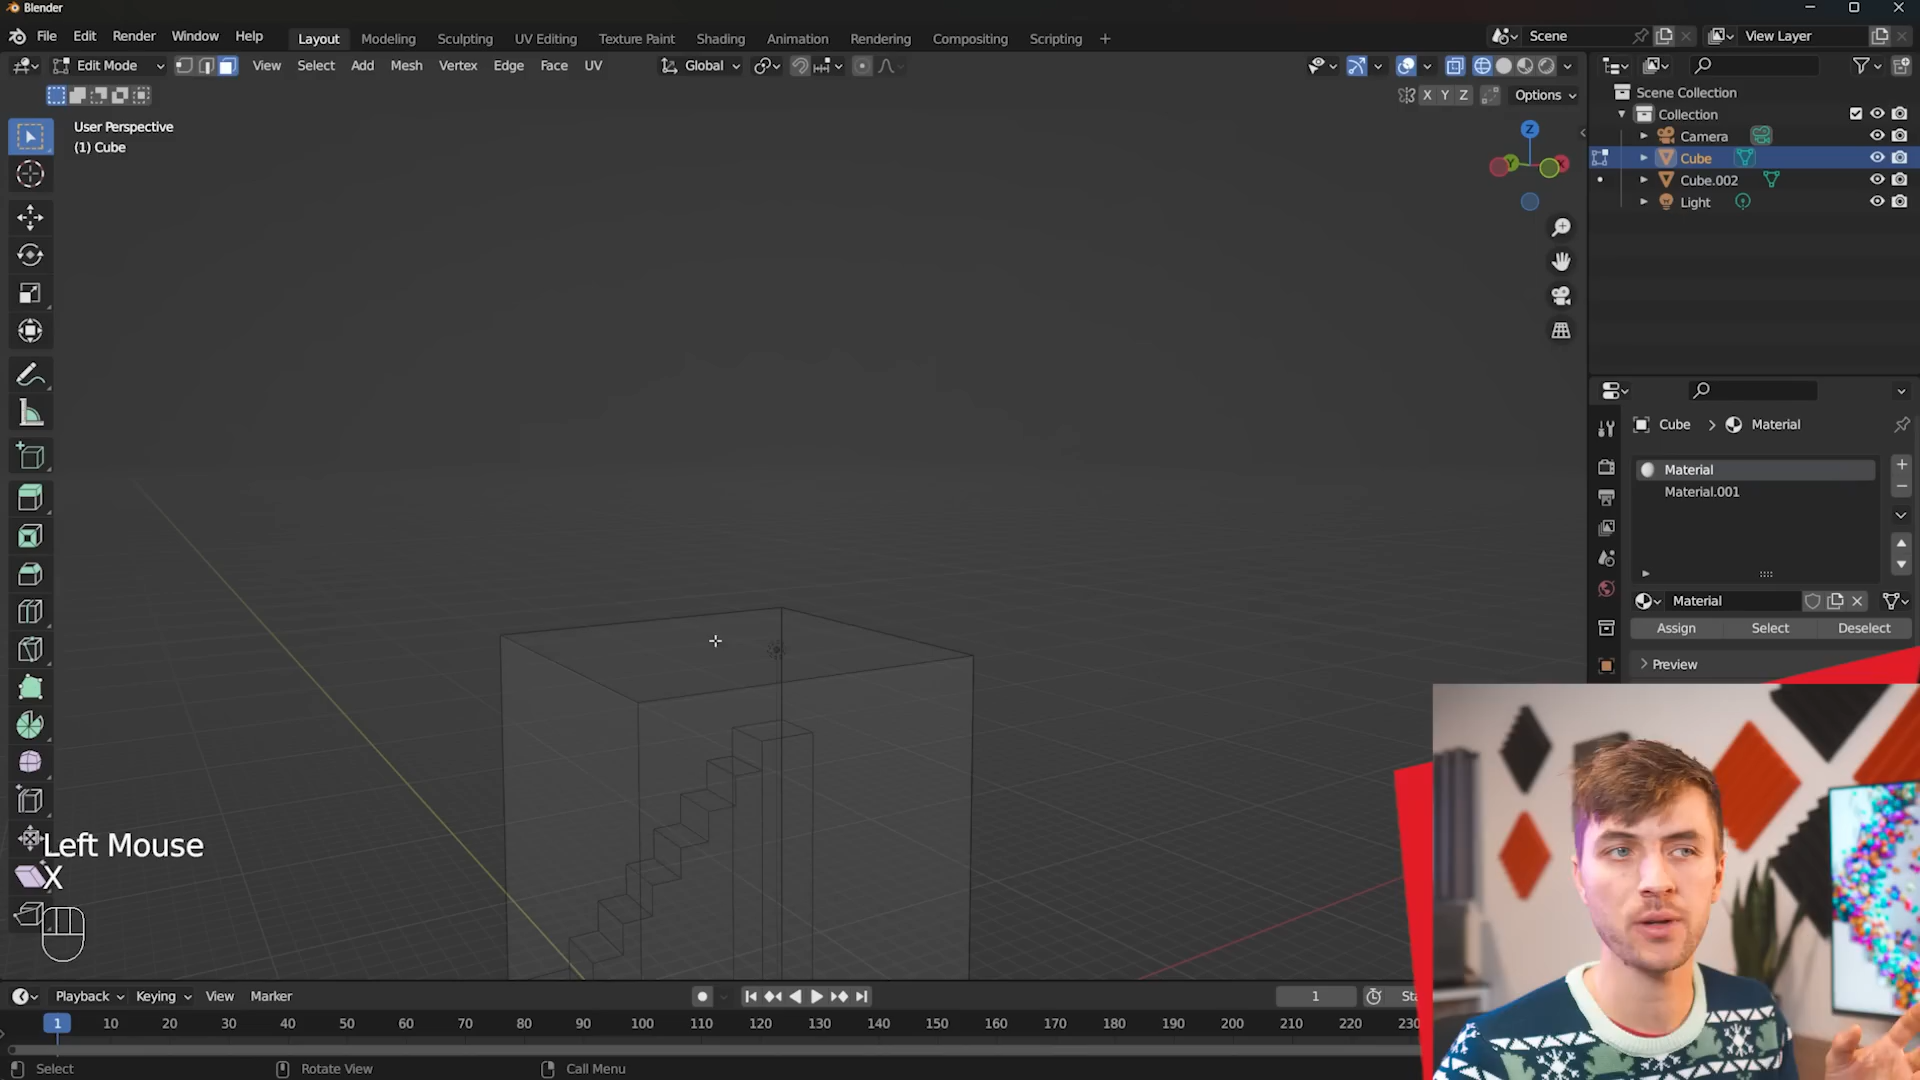 Blender
File Edit Render Window Help
Layout Modeling Sculpting UV Editing Texture Paint Shading Animation Rendering Compositing Scripting +
Scene
View Layer
Edit Mode
View Select Add Mesh Vertex Edge Face UV
Global
X Y Z
Options
User Perspective
(1) Cube
Z
Y
X
Scene Collection
Collection
Camera
Cube
Cube.002
Light
Cube > Material
Material
Material.001
Material
Assign Select Deselect
Preview
Left Mouse
X
Playback Keying View Marker
1
Sta
1 10 20 30 40 50 60 70 80 90 100 110 120 130 140 150 160 170 180 190 200 210 220 230
Select
Rotate View
Call Menu